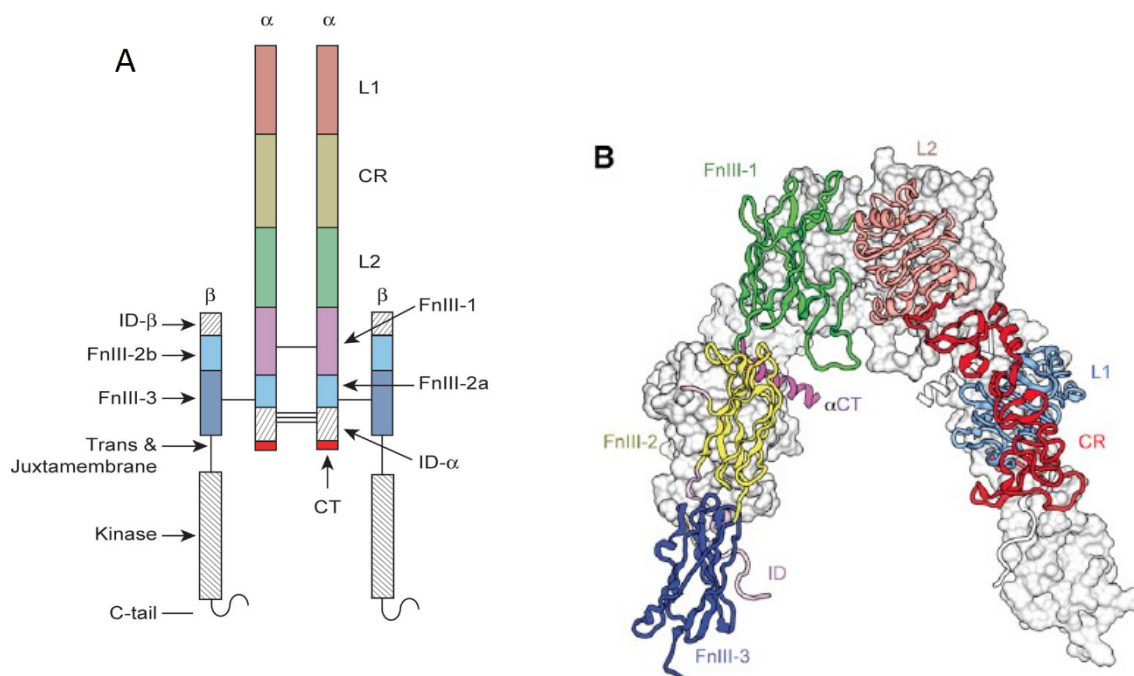 A
α α
L1
CR
L2
β β
ID-β
FnIII-2b
FnIII-3
Trans &
Juxtamembrane
Kinase
C-tail
FnIII-1
FnIII-2a
ID-α
CT
B
L2
FnIII-1
L1
αCT
FnIII-2
CR
ID
FnIII-3